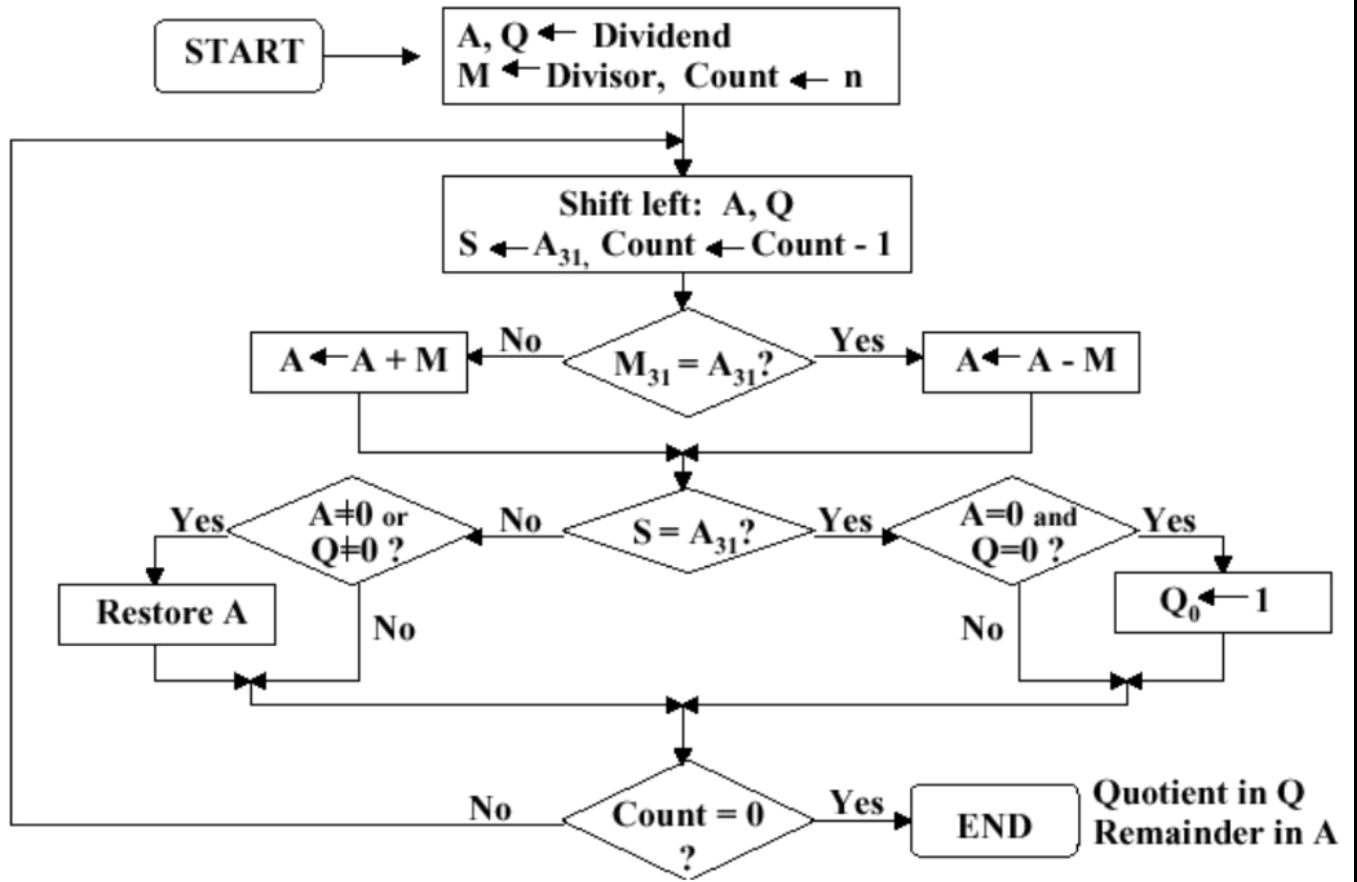 START
A, Q ← Dividend
M ← Divisor, Count ← n
Shift left: A, Q
S ← A₃₁, Count ← Count - 1
No
M₃₁ = A₃₁?
Yes
A ← A + M
A ← A - M
Yes
A≠0 or
Q≠0 ?
No
S = A₃₁?
Yes
A=0 and
Q=0 ?
Yes
Restore A
No
No
Q₀ ← 1
No
Count = 0
?
Yes
END
Quotient in Q
Remainder in A